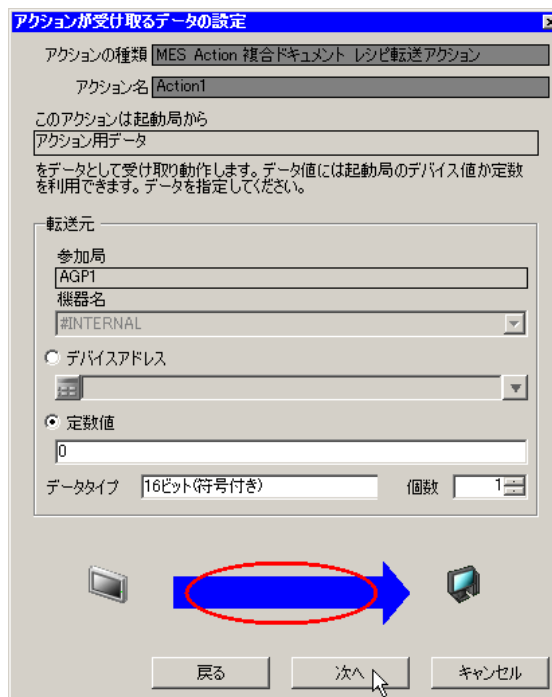 アクションが受け取るデータの設定
アクションの種類 MES Action 複合ドキュメント レシピ転送アクション
アクション名 Action1
このアクションは起動局から
アクション用データ
をデータとして受け取り動作します。データ値には起動局のデバイス値か定数
を利用できます。データを指定してください。
転送元
参加局
AGP1
機器名
#INTERNAL
デバイスアドレス
定数値
0
データタイプ 16ビット(符号付き) 個数 1
戻る 次へ キャンセル